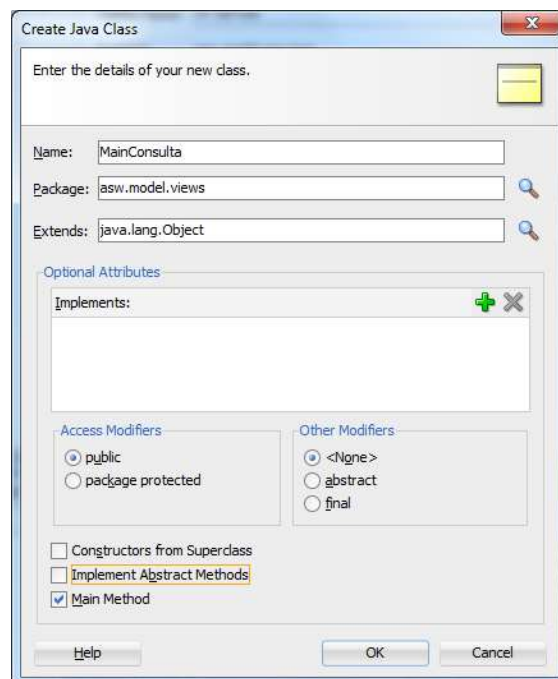 Create Java Class
Enter the details of your new class.
Name: MainConsulta
Package: asw.model.views
Extends: java.lang.Object
Optional Attributes
Implements:
Access Modifiers
public
package protected
Other Modifiers
<None>
abstract
final
Constructors from Superclass
Implement Abstract Methods
Main Method
Help OK Cancel